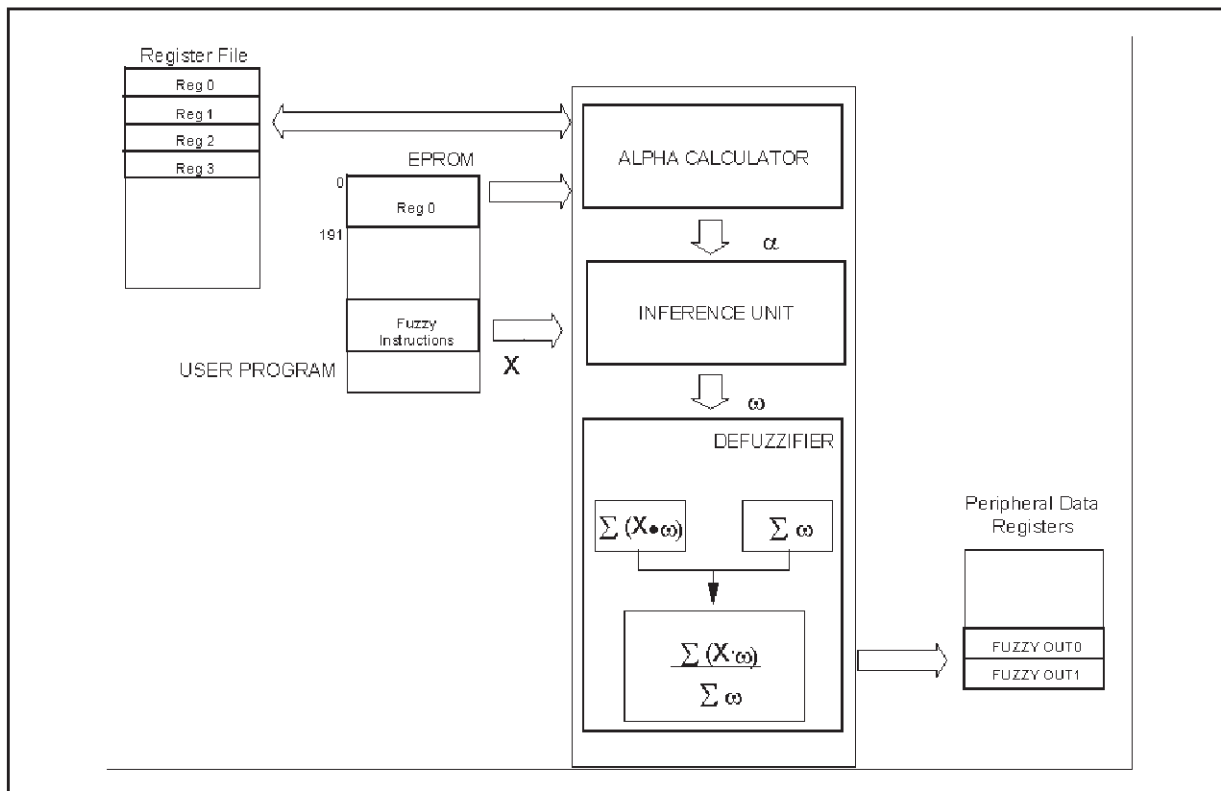 Register File
Reg 0
Reg 1
Reg 2
Reg 3
EPROM
0
Reg 0
191
Fuzzy
Instructions
USER PROGRAM
X
ALPHA CALCULATOR
α
INFERENCE UNIT
ω
DEFUZZIFIER
∑ (X•ω)
∑ ω
∑ (X·ω)
∑ ω
Peripheral Data
Registers
FUZZY OUT0
FUZZY OUT1